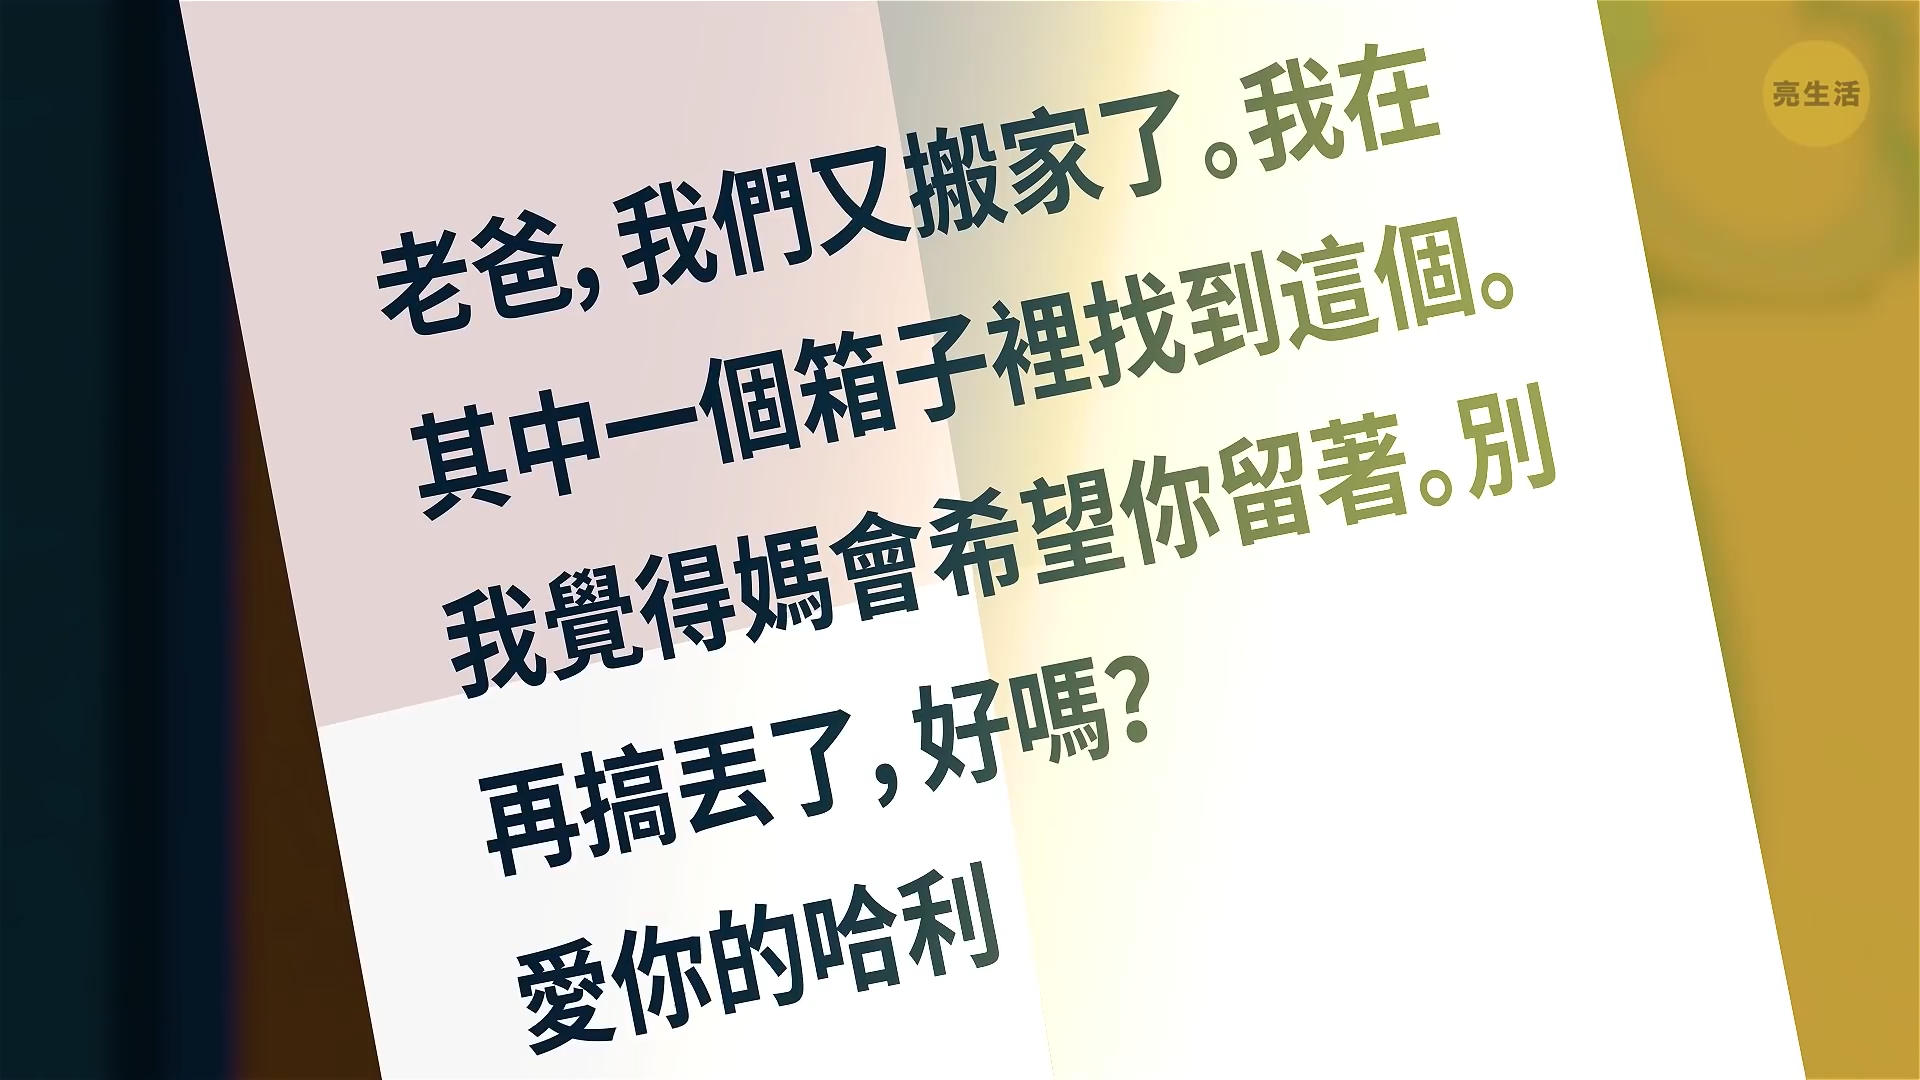 老爸，我們又搬家了。我在
其中一個箱子裡找到這個。
我覺得媽會希望你留著。別
再搞丟了，好嗎？
愛你的哈利
亮生活